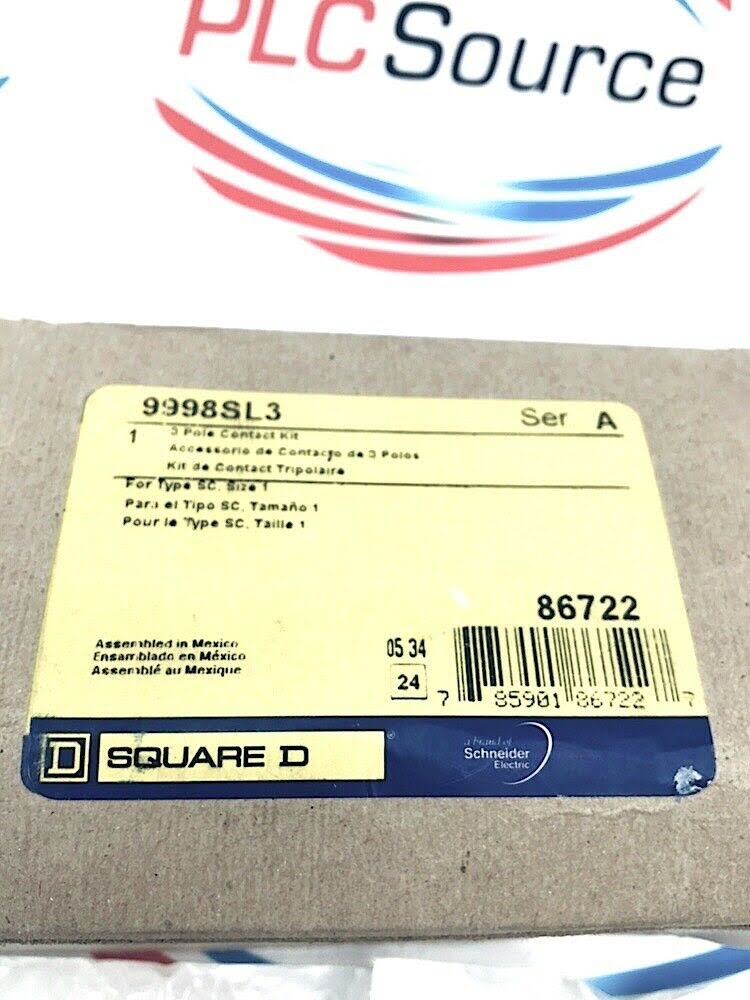 PLC Source
9998SL3 Ser A
1 3 Pole Contact Kit
Accessorio de Contacto de 3 Polos
Kit de Contact Tripolaire
For Type SC, Size 1
Para el Tipo SC, Tamaño 1
Pour le Type SC, Taille 1
86722
Assembled in Mexico
Ensamblado en México
Assemblé au Mexique
05 34
24
7 85901 86722 7
D SQUARE D ®
a brand of
Schneider
Electric